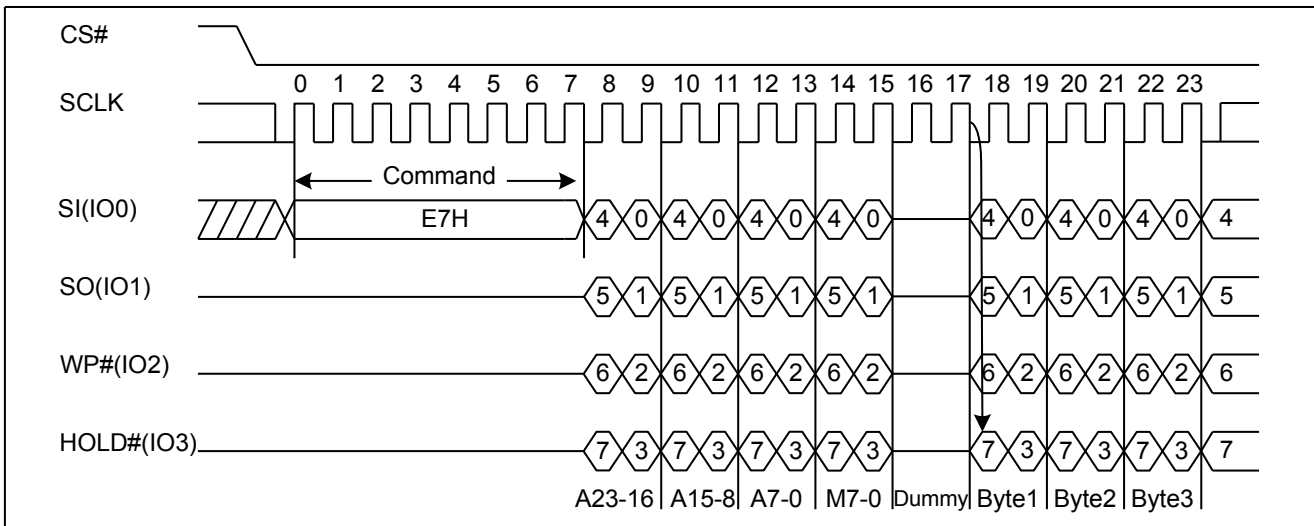 CS#
0 1 2 3 4 5 6 7 8 9 10 11 12 13 14 15 16 17 18 19 20 21 22 23
SCLK
Command
SI(IO0) E7H 4 0 4 0 4 0 4 0 4 0 4 0 4 0 4
SO(IO1) 5 1 5 1 5 1 5 1 5 1 5 1 5 1 5
WP#(IO2) 6 2 6 2 6 2 6 2 6 2 6 2 6 2 6
HOLD#(IO3) 7 3 7 3 7 3 7 3 7 3 7 3 7 3 7
A23-16 A15-8 A7-0 M7-0 Dummy Byte1 Byte2 Byte3